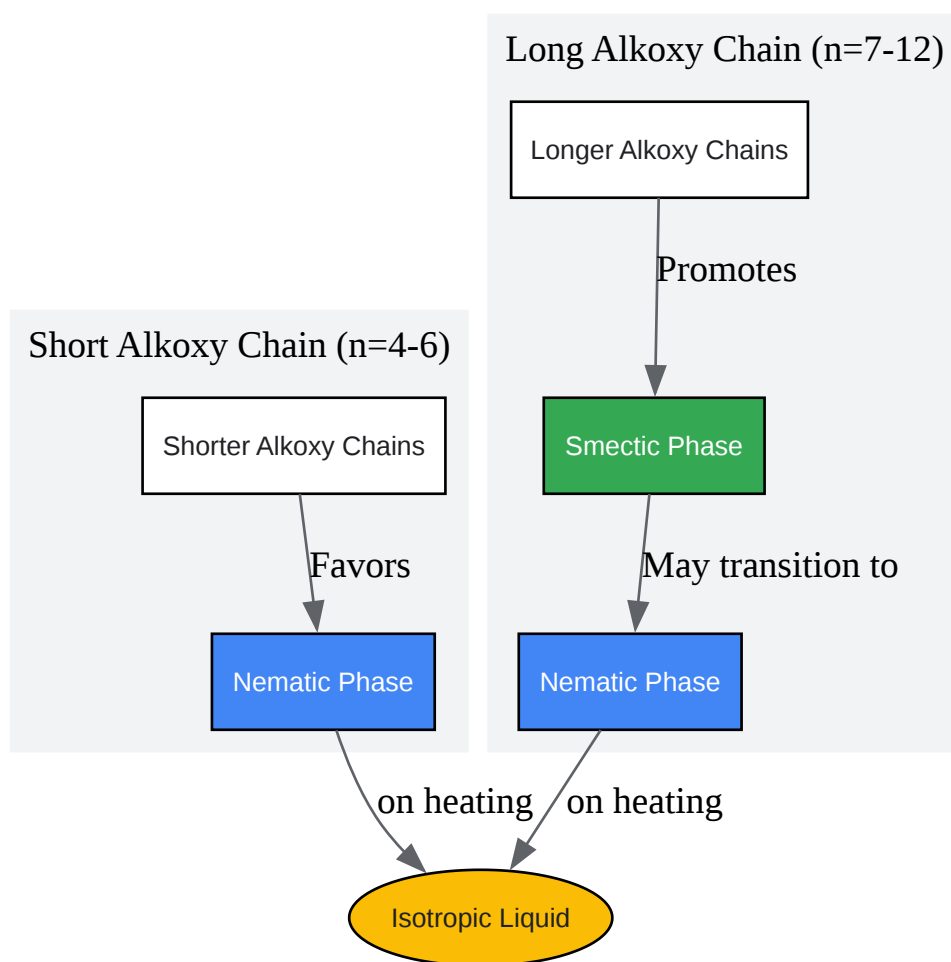 Long Alkoxy Chain (n=7-12)
Longer Alkoxy Chains
Promotes
Short Alkoxy Chain (n=4-6)
Shorter Alkoxy Chains
Smectic Phase
Favors
May transition to
Nematic Phase
Nematic Phase
on heating
on heating
Isotropic Liquid